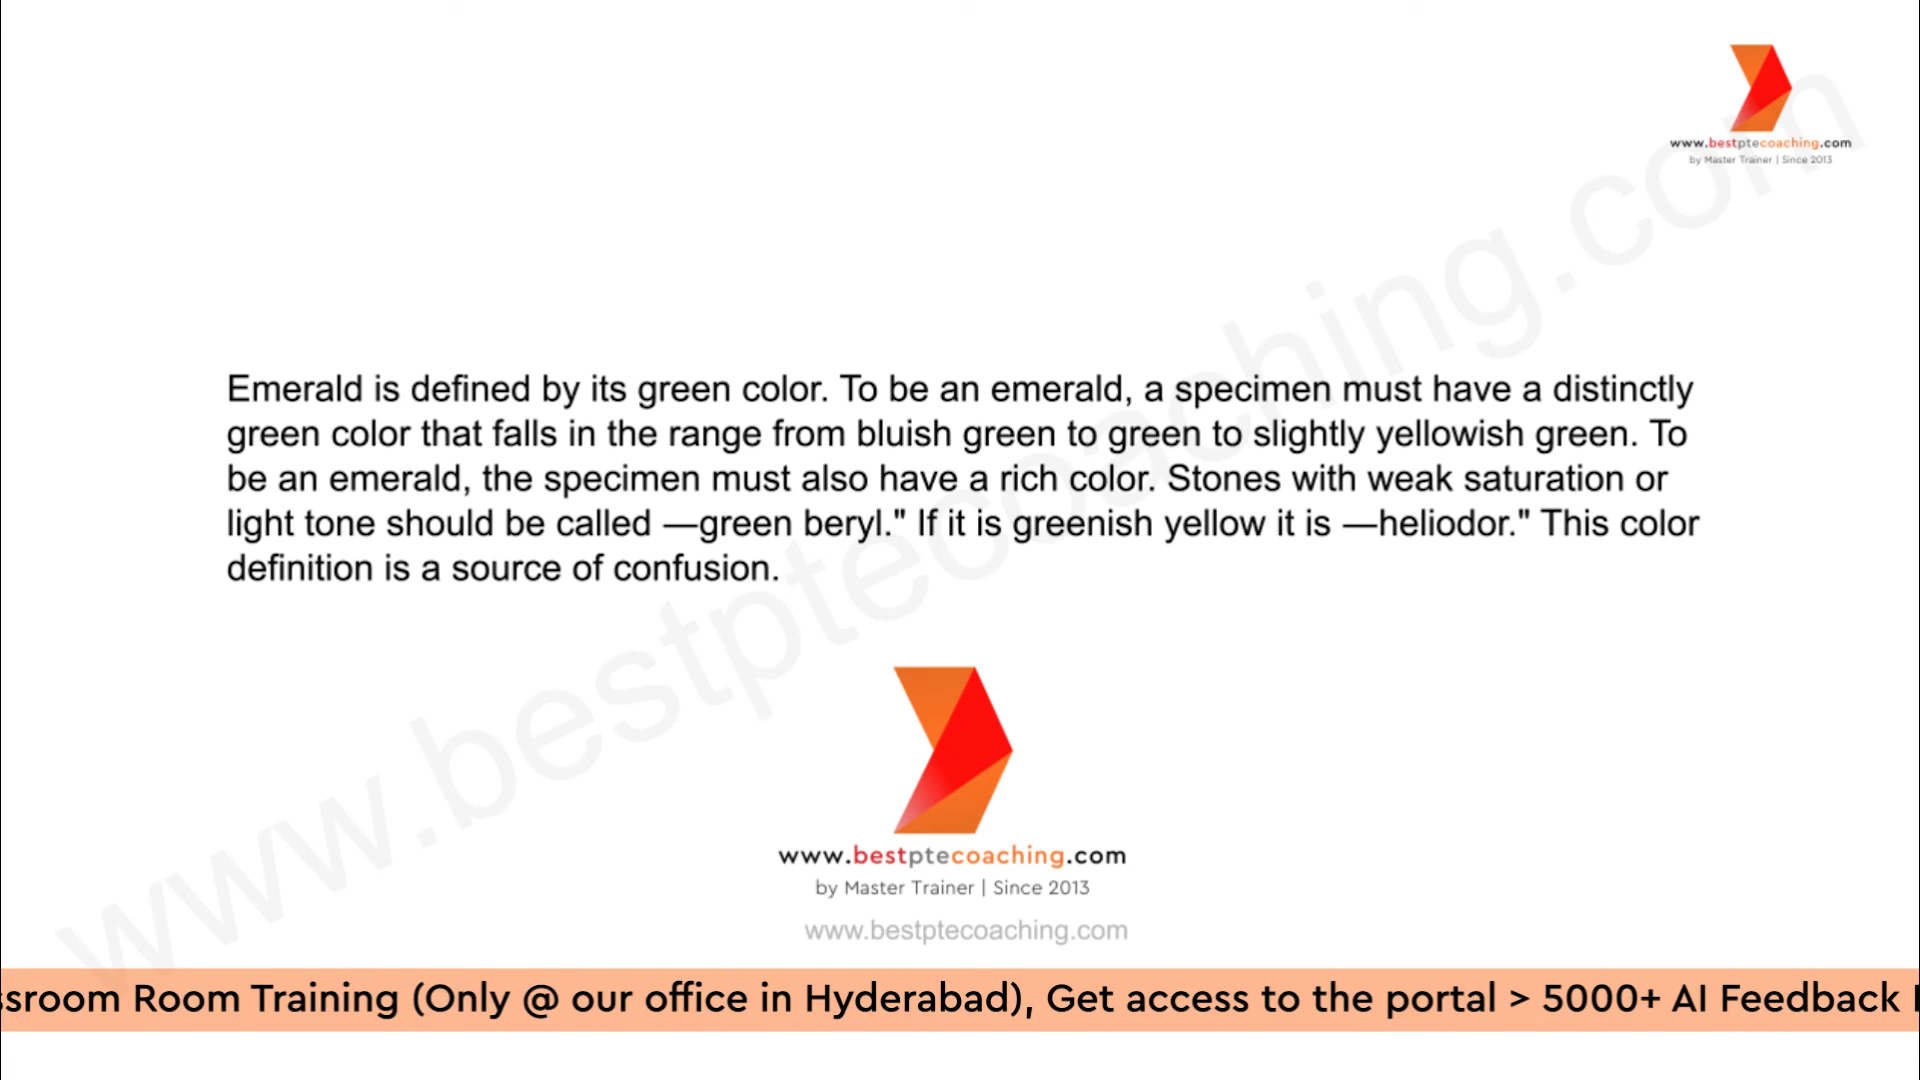 www.bestptecoaching.com
by Master Trainer | Since 2013
Emerald is defined by its green color. To be an emerald, a specimen must have a distinctly
green color that falls in the range from bluish green to green to slightly yellowish green. To
be an emerald, the specimen must also have a rich color. Stones with weak saturation or
light tone should be called —green beryl." If it is greenish yellow it is —heliodor." This color
definition is a source of confusion.
www.bestptecoaching.com
www.bestptecoaching.com
by Master Trainer | Since 2013
www.bestptecoaching.com
Room Training (Only @ our office in Hyderabad), Get access to the portal > 5000+ AI Feedback